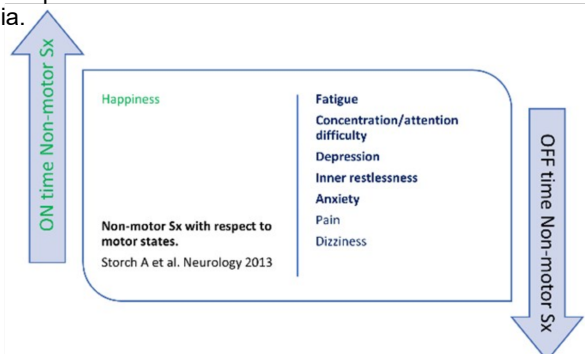 ia.
ON time Non-motor Sx
Happiness
Non-motor Sx with respect to
motor states.
Storch A et al. Neurology 2013
Fatigue
Concentration/attention
difficulty
Depression
Inner restlessness
Anxiety
Pain
Dizziness
OFF time Non-motor Sx